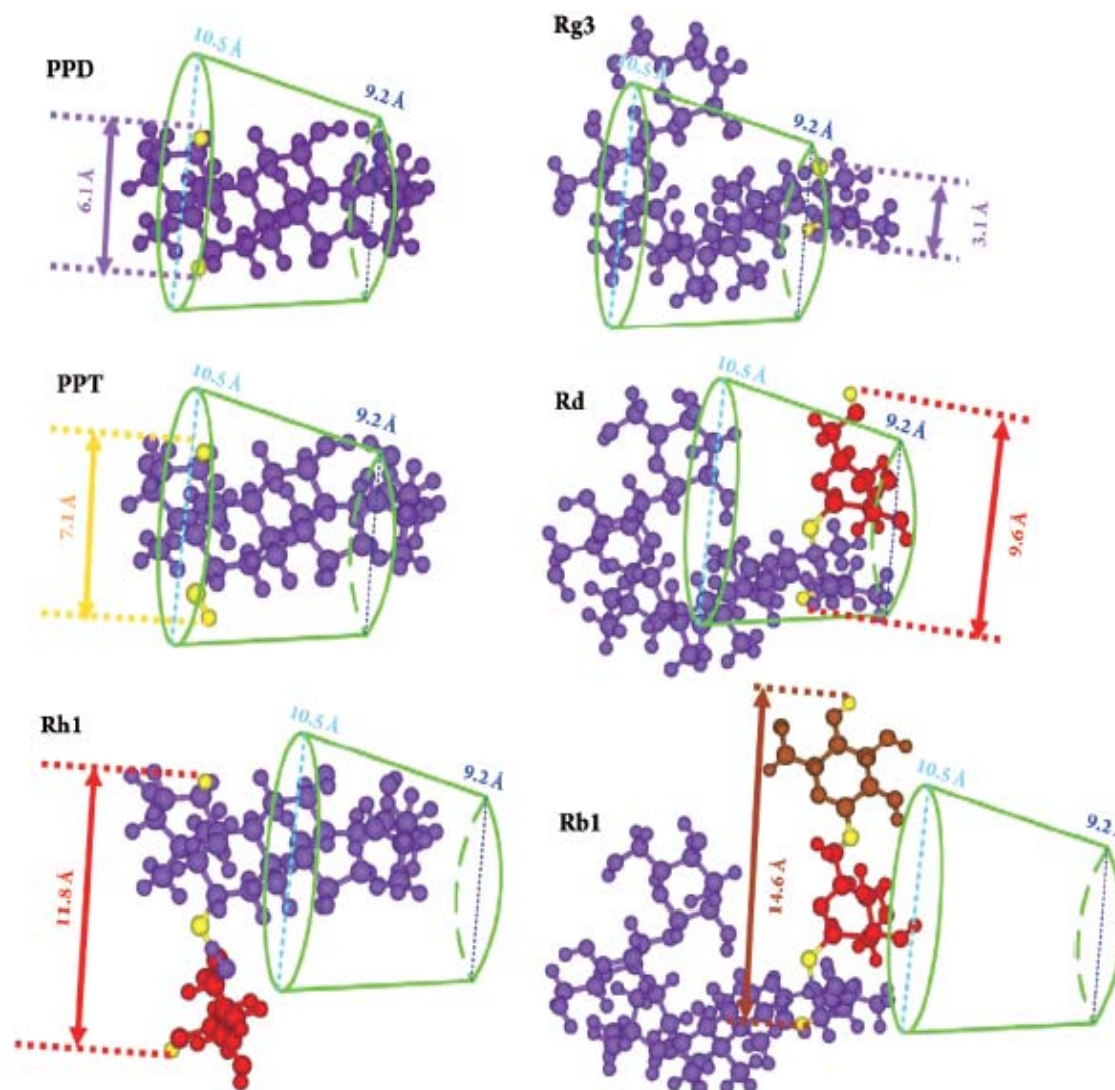 PPD
10.5 Å
9.2 Å
6.1 Å
Rg3
10.5 Å
9.2 Å
3.1 Å
PPT
10.5 Å
9.2 Å
7.1 Å
Rd
10.5 Å
9.2 Å
9.6 Å
Rh1
10.5 Å
9.2 Å
11.8 Å
Rb1
10.5 Å
9.2 Å
14.6 Å